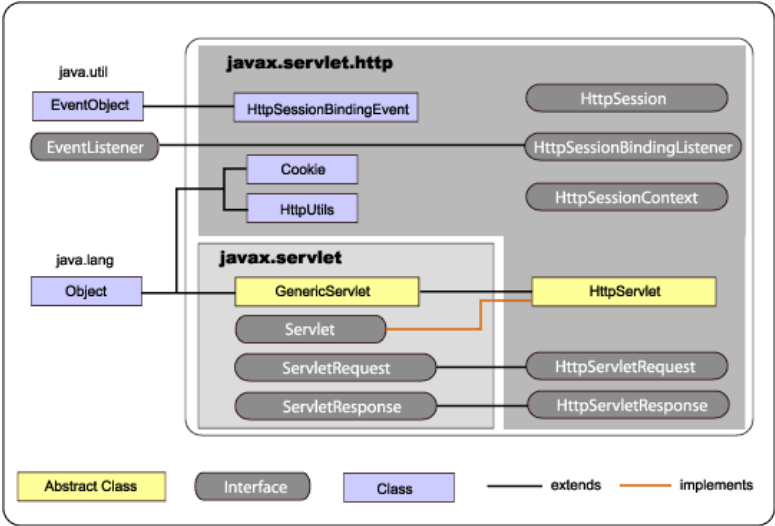 javax.servlet.http
java.util
EventObject
HttpSessionBindingEvent
HttpSession
EventListener
HttpSessionBindingListener
Cookie
HttpSessionContext
HttpUtils
java.lang
javax.servlet
Object
GenericServlet
HttpServlet
Servlet
ServletRequest
HttpServletRequest
ServletResponse
HttpServletResponse
Abstract Class
Interface
Class
extends
implements